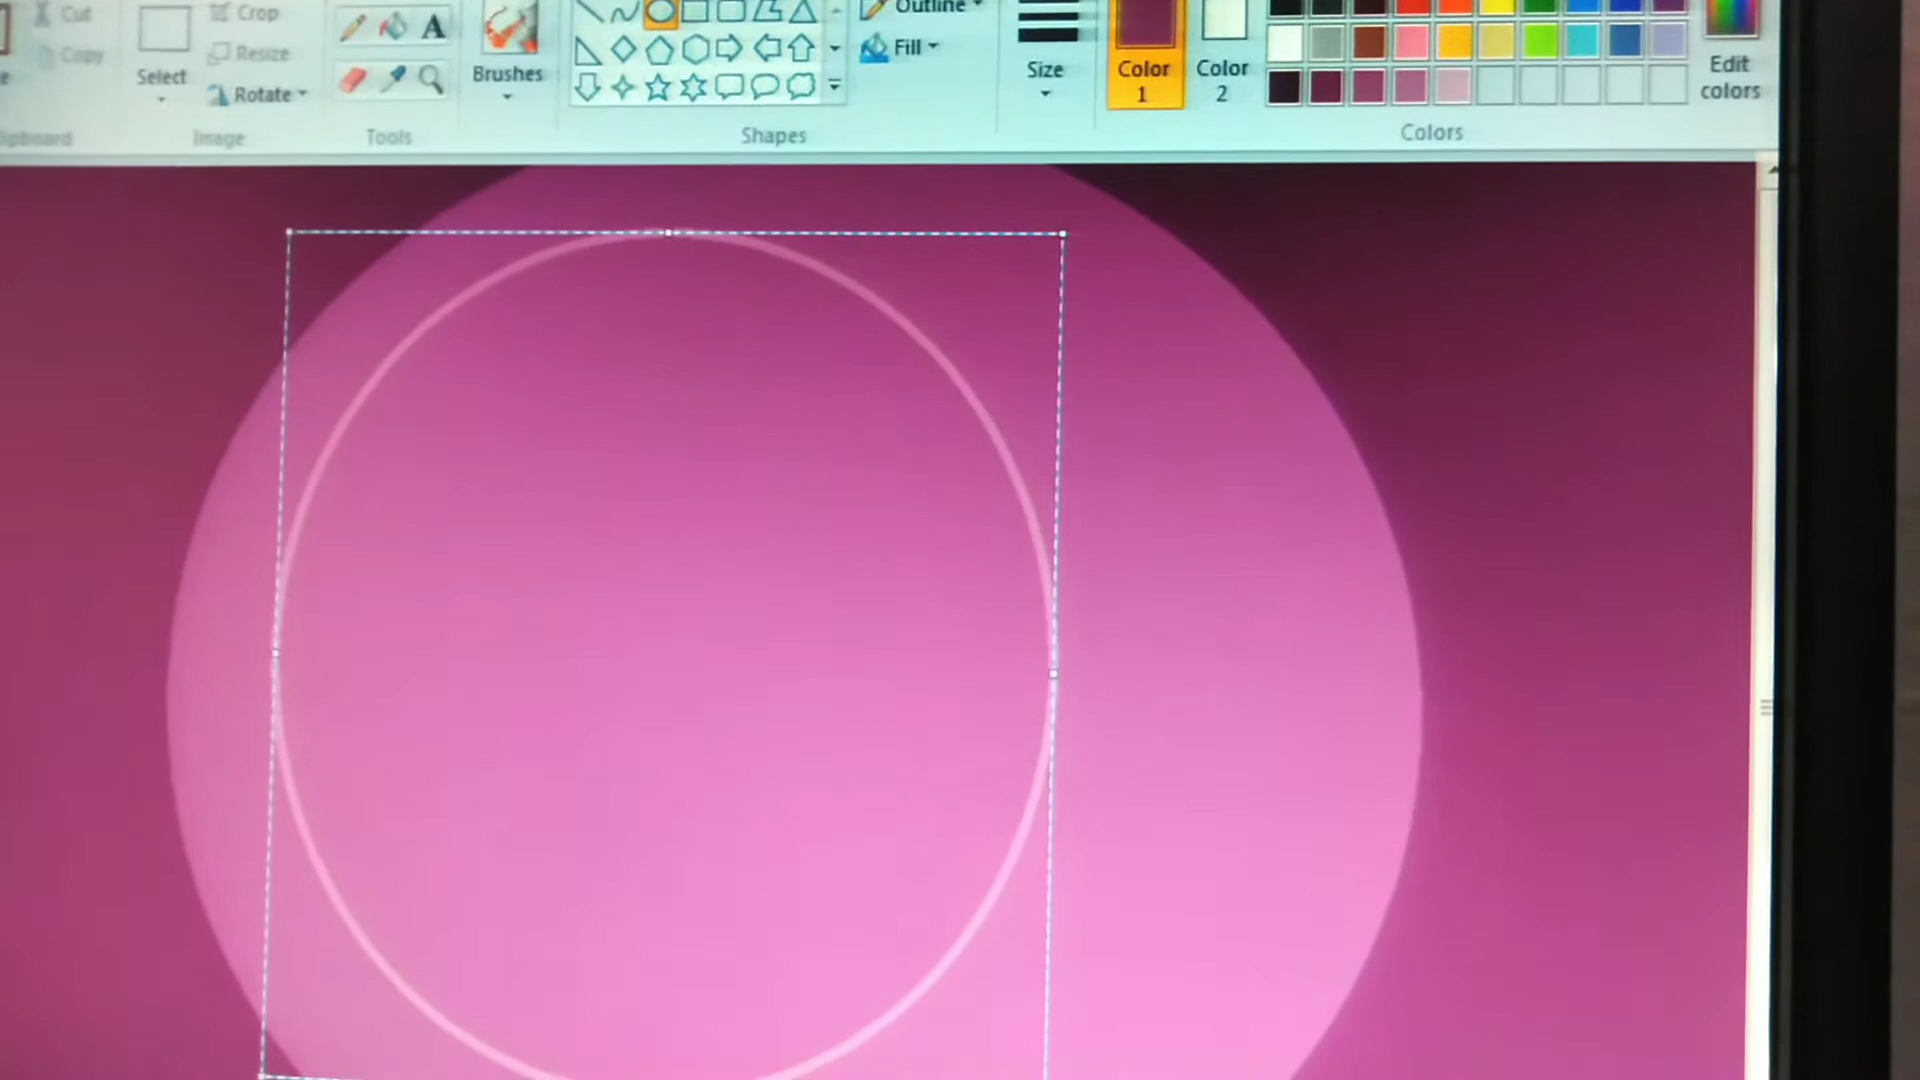 Cut
Crop
Outline
Copy
Resize
Fill
Select
Rotate
Brushes
Size
Color
1
Color
2
Edit
colors
Image
Tools
Shapes
Colors